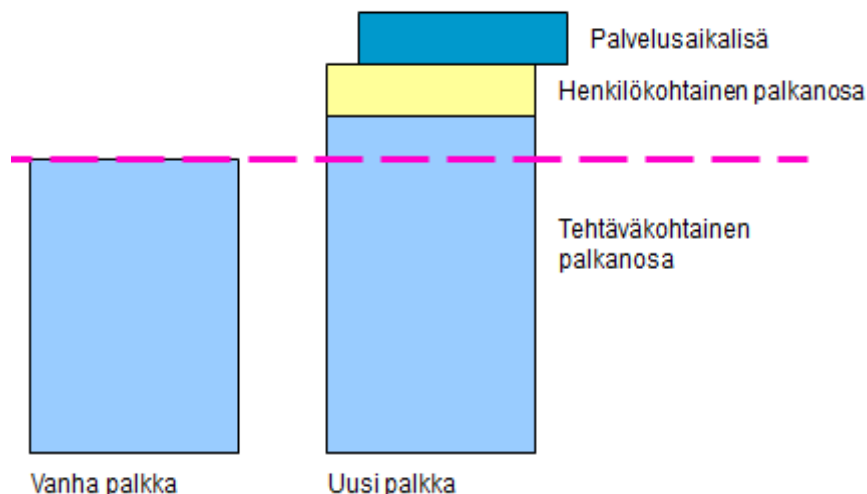 Palvelusaikalisä
Henkilökohtainen palkanosa
Tehtäväkohtainen
palkanosa
Vanha palkka
Uusi palkka